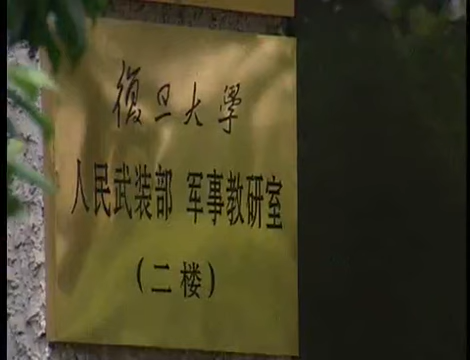 復旦大學
人民武装部 军事教研室
（二楼）